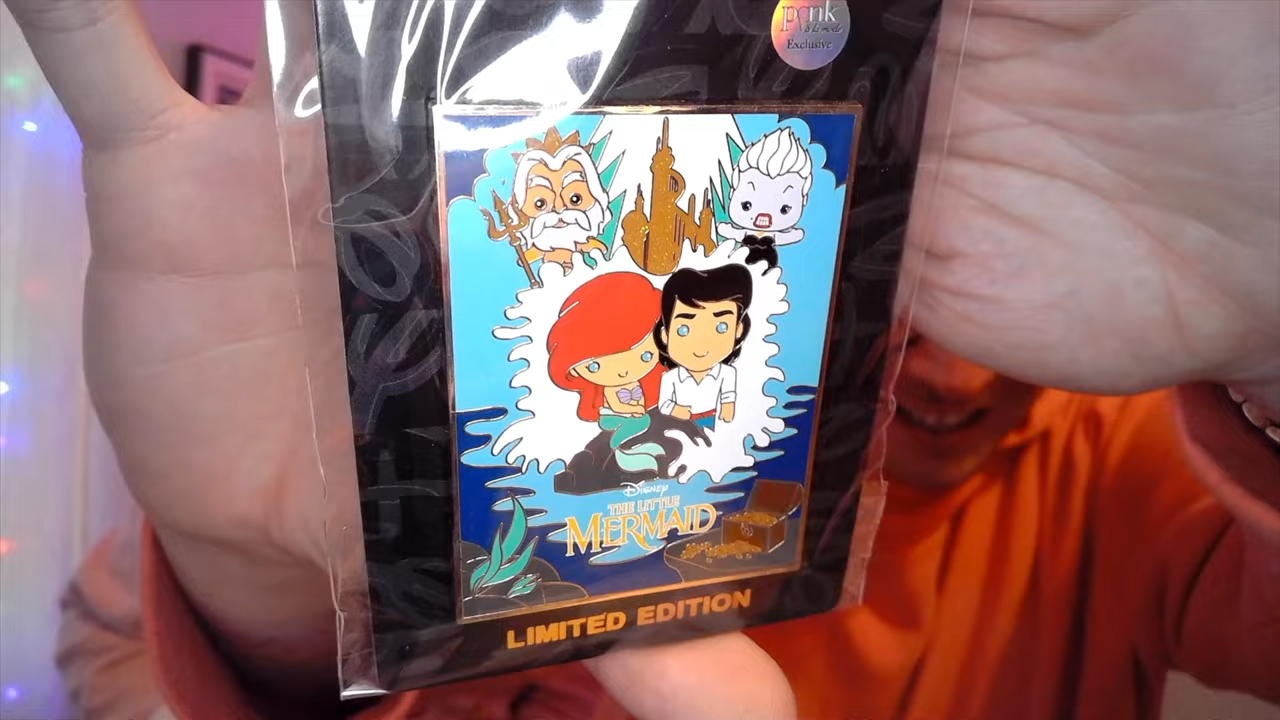 pink
à la mode
Exclusive
Disney
THE LITTLE
MERMAID
LIMITED EDITION